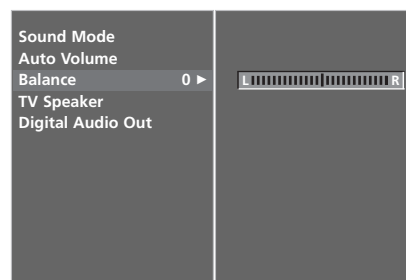 Sound Mode
Auto Volume
Balance 0 ►
L R
TV Speaker
Digital Audio Out